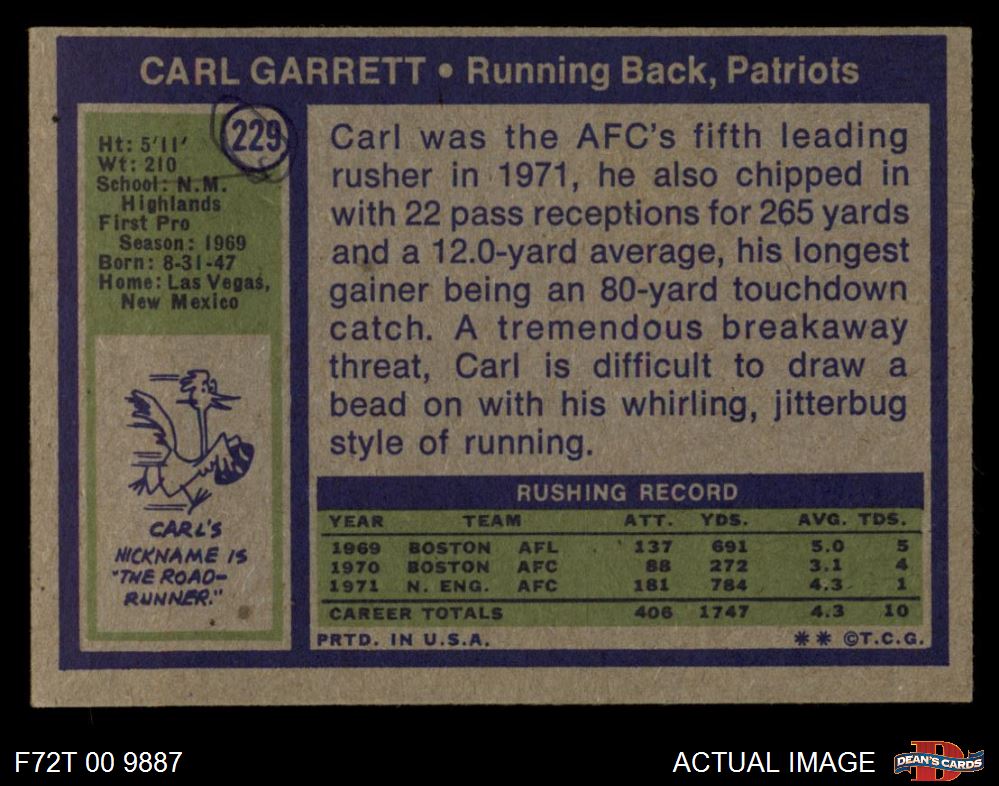 CARL GARRETT • Running Back, Patriots
229
Ht: 5'11'
Wt: 210
School: N.M.
Highlands
First Pro
Season: 1969
Born: 8-31-47
Home: Las Vegas,
New Mexico
CARL'S
NICKNAME IS
"THE ROAD-
RUNNER."
Carl was the AFC's fifth leading
rusher in 1971, he also chipped in
with 22 pass receptions for 265 yards
and a 12.0-yard average, his longest
gainer being an 80-yard touchdown
catch. A tremendous breakaway
threat, Carl is difficult to draw a
bead on with his whirling, jitterbug
style of running.
RUSHING RECORD
YEAR TEAM ATT. YDS. AVG. TDS.
1969 BOSTON AFL 137 691 5.0 5
1970 BOSTON AFC 88 272 3.1 4
1971 N. ENG. AFC 181 784 4.3 1
CAREER TOTALS 406 1747 4.3 10
PRTD. IN U.S.A. ** ©T.C.G.
F72T 00 9887 ACTUAL IMAGE DEAN'S CARDS